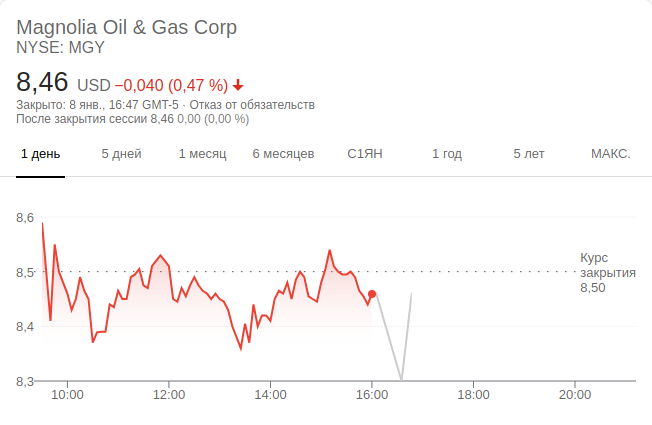 Magnolia Oil & Gas Corp
NYSE: MGY
8,46 USD −0,040 (0,47 %)
Закрыто: 8 янв., 16:47 GMT-5 · Отказ от обязательств
После закрытия сессии 8,46 0,00 (0,00 %)
1 день 5 дней 1 месяц 6 месяцев С1ЯН 1 год 5 лет МАКС.
8,6
8,5
Курс
закрытия
8,50
8,4
8,3
10:00 12:00 14:00 16:00 18:00 20:00